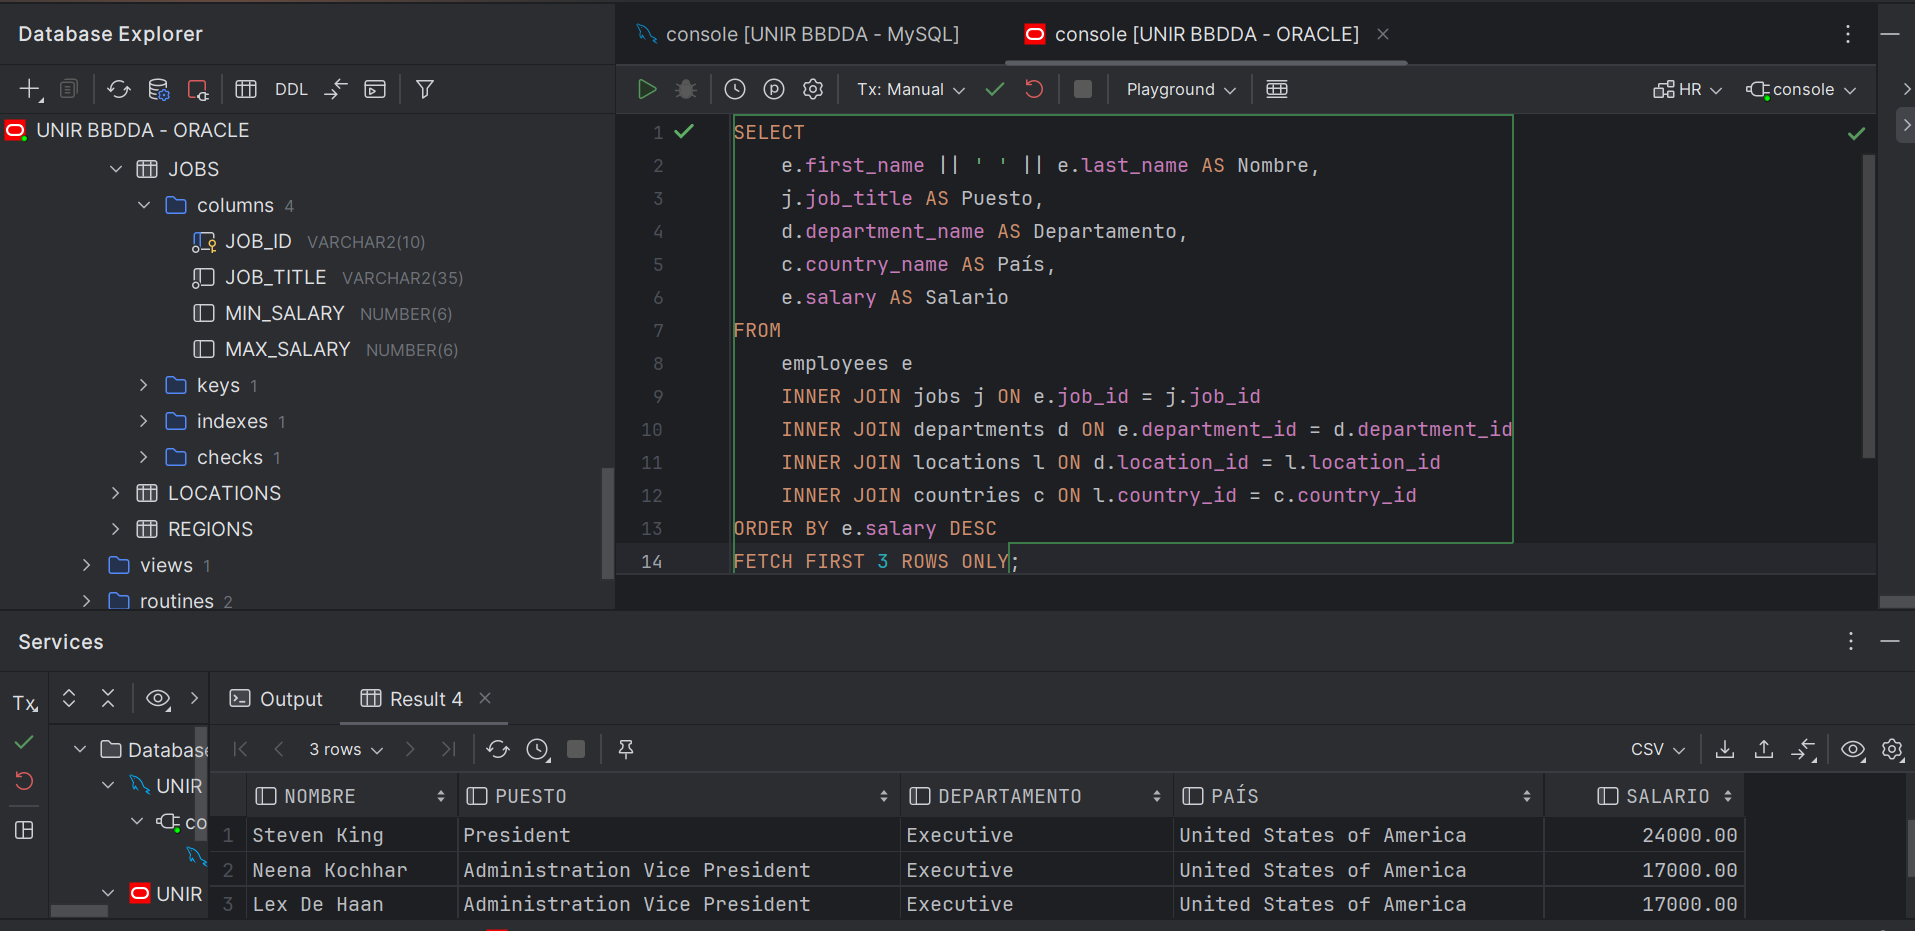 Database Explorer
console [UNIR BBDDA - MySQL]
console [UNIR BBDDA - ORACLE]
DDL
Tx: Manual
Playground
HR
console
UNIR BBDDA - ORACLE
JOBS
columns 4
JOB_ID VARCHAR2(10)
JOB_TITLE VARCHAR2(35)
MIN_SALARY NUMBER(6)
MAX_SALARY NUMBER(6)
keys 1
indexes 1
checks 1
LOCATIONS
REGIONS
views 1
routines 2
1 SELECT
2 e.first_name || ' ' || e.last_name AS Nombre,
3 j.job_title AS Puesto,
4 d.department_name AS Departamento,
5 c.country_name AS País,
6 e.salary AS Salario
7 FROM
8 employees e
9 INNER JOIN jobs j ON e.job_id = j.job_id
10 INNER JOIN departments d ON e.department_id = d.department_id
11 INNER JOIN locations l ON d.location_id = l.location_id
12 INNER JOIN countries c ON l.country_id = c.country_id
13 ORDER BY e.salary DESC
14 FETCH FIRST 3 ROWS ONLY;
Services
Tx
Output
Result 4
Database
UNIR
co
UNIR
3 rows
CSV
NOMBRE PUESTO DEPARTAMENTO PAÍS SALARIO
1 Steven King President Executive United States of America 24000.00
2 Neena Kochhar Administration Vice President Executive United States of America 17000.00
3 Lex De Haan Administration Vice President Executive United States of America 17000.00